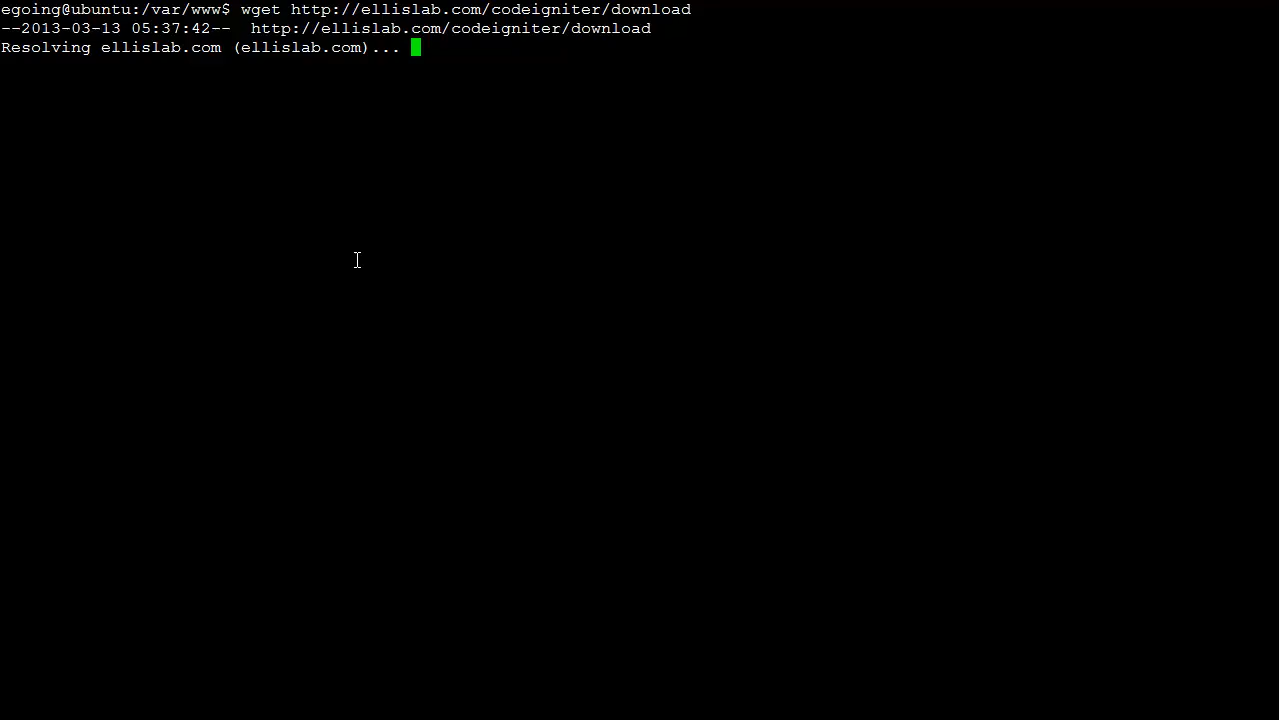 egoing@ubuntu:/var/www$ wget http://ellislab.com/codeigniter/download
--2013-03-13 05:37:42--  http://ellislab.com/codeigniter/download
Resolving ellislab.com (ellislab.com)...